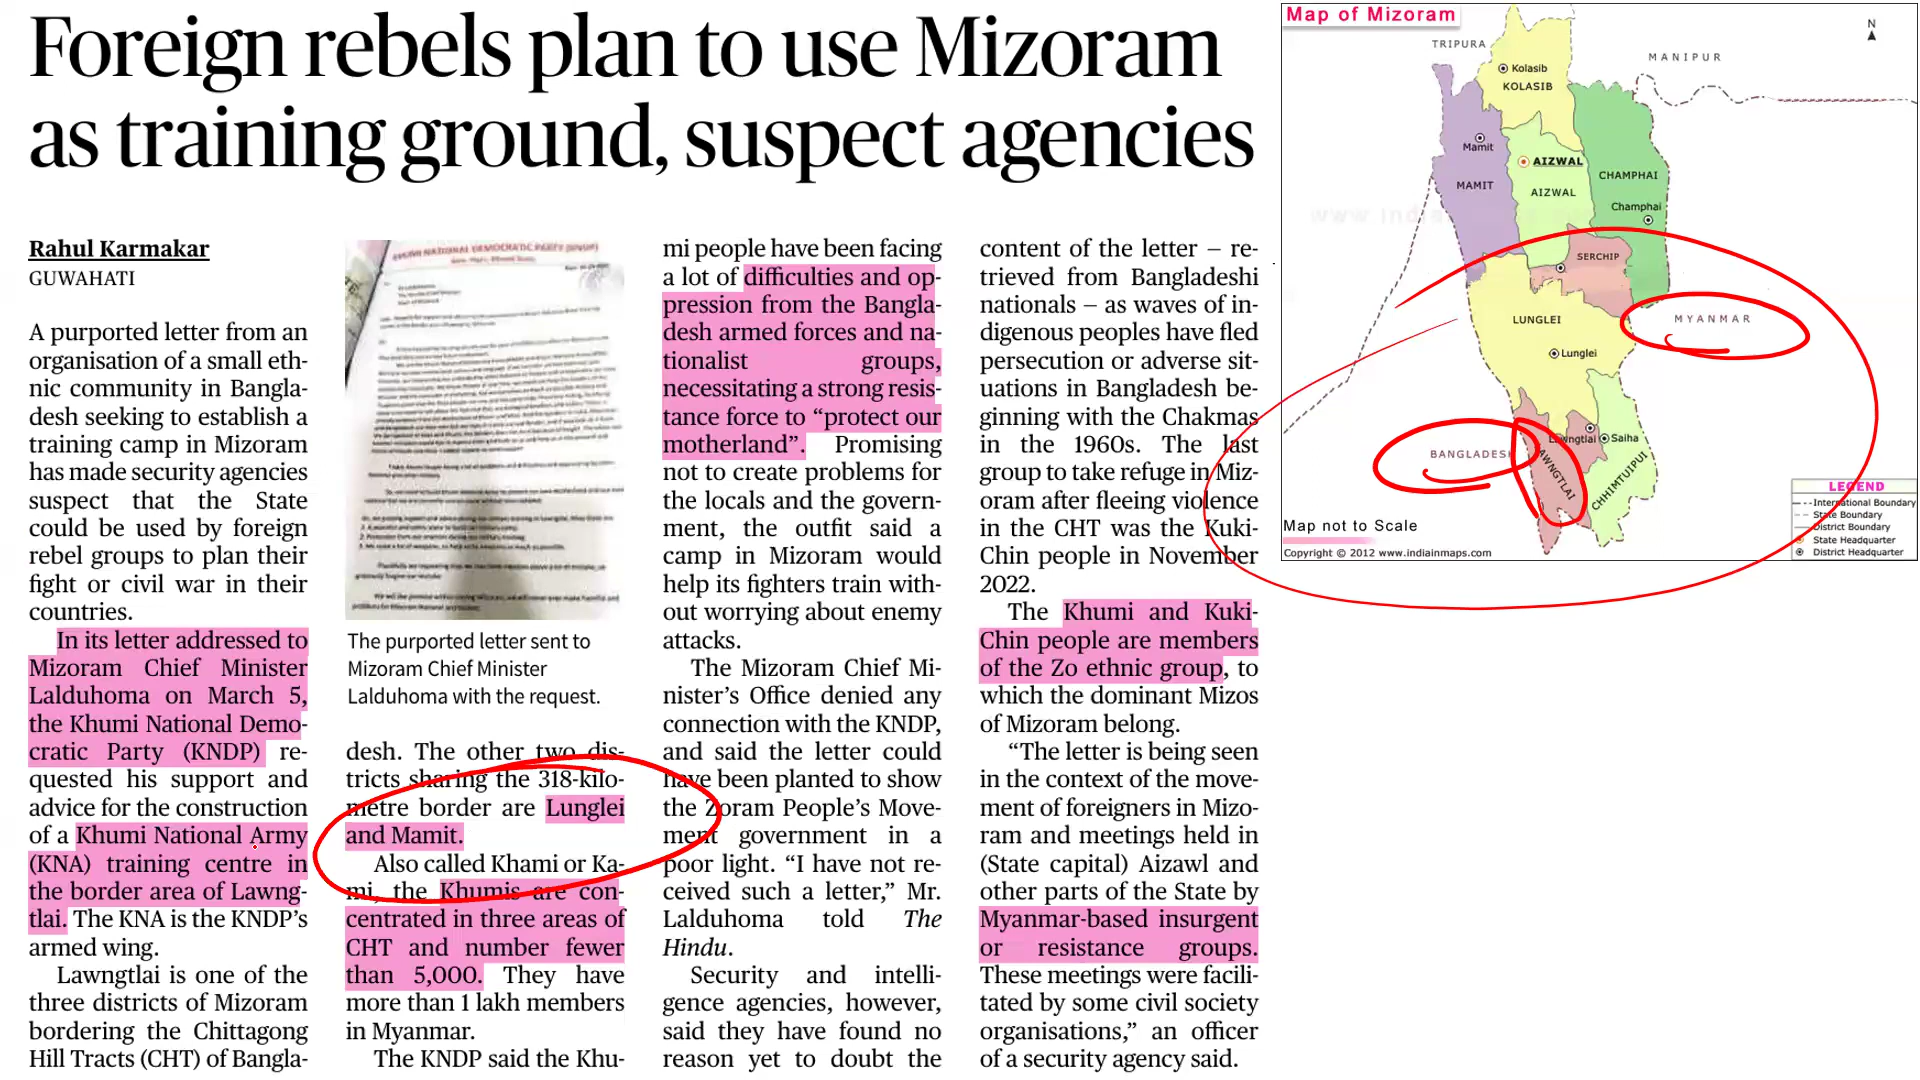 Foreign rebels plan to use Mizoram
as training ground, suspect agencies
Rahul Karmakar
GUWAHATI
A purported letter from an
organisation of a small eth-
nic community in Bangla-
desh seeking to establish a
training camp in Mizoram
has made security agencies
suspect that the State
could be used by foreign
rebel groups to plan their
fight or civil war in their
countries.
In its letter addressed to
Mizoram Chief Minister
Lalduhoma on March 5,
the Khumi National Demo-
cratic Party (KNDP) re-
quested his support and
advice for the construction
of a Khumi National Army
(KNA) training centre in
the border area of Lawng-
tlai. The KNA is the KNDP's
armed wing.
Lawngtlai is one of the
three districts of Mizoram
bordering the Chittagong
Hill Tracts (CHT) of Bangla-
KHUMI NATIONAL DEMOCRATIC PARTY (KNDP)
The purported letter sent to
Mizoram Chief Minister
Lalduhoma with the request.
desh. The other two dis-
tricts sharing the 318-kilo-
metre border are Lunglei
and Mamit.
Also called Khami or Ka-
mi, the Khumis are con-
centrated in three areas of
CHT and number fewer
than 5,000. They have
more than 1 lakh members
in Myanmar.
The KNDP said the Khu-
mi people have been facing
a lot of difficulties and op-
pression from the Bangla-
desh armed forces and na-
tionalist groups,
necessitating a strong resis-
tance force to "protect our
motherland". Promising
not to create problems for
the locals and the govern-
ment, the outfit said a
camp in Mizoram would
help its fighters train with-
out worrying about enemy
attacks.
The Mizoram Chief Mi-
nister's Office denied any
connection with the KNDP,
and said the letter could
have been planted to show
the Zoram People's Move-
ment government in a
poor light. "I have not re-
ceived such a letter," Mr.
Lalduhoma told The
Hindu.
Security and intelli-
gence agencies, however,
said they have found no
reason yet to doubt the
content of the letter – re-
trieved from Bangladeshi
nationals – as waves of in-
digenous peoples have fled
persecution or adverse sit-
uations in Bangladesh be-
ginning with the Chakmas
in the 1960s. The last
group to take refuge in Miz-
oram after fleeing violence
in the CHT was the Kuki-
Chin people in November
2022.
The Khumi and Kuki-
Chin people are members
of the Zo ethnic group, to
which the dominant Mizos
of Mizoram belong.
"The letter is being seen
in the context of the move-
ment of foreigners in Mizo-
ram and meetings held in
(State capital) Aizawl and
other parts of the State by
Myanmar-based insurgent
or resistance groups.
These meetings were facili-
tated by some civil society
organisations," an officer
of a security agency said.
Map of Mizoram
N
TRIPURA
MANIPUR
Kolasib
KOLASIB
Mamit
MAMIT
AIZWAL
AIZWAL
CHAMPHAI
Champhai
SERCHIP
LUNGLEI
Lunglei
MYANMAR
BANGLADESH
Lawngtlai
Saiha
LAWNGTLAI
CHHIMTUIPUI
Map not to Scale
Copyright © 2012 www.indiainmaps.com
LEGEND
International Boundary
State Boundary
District Boundary
State Headquarter
District Headquarter